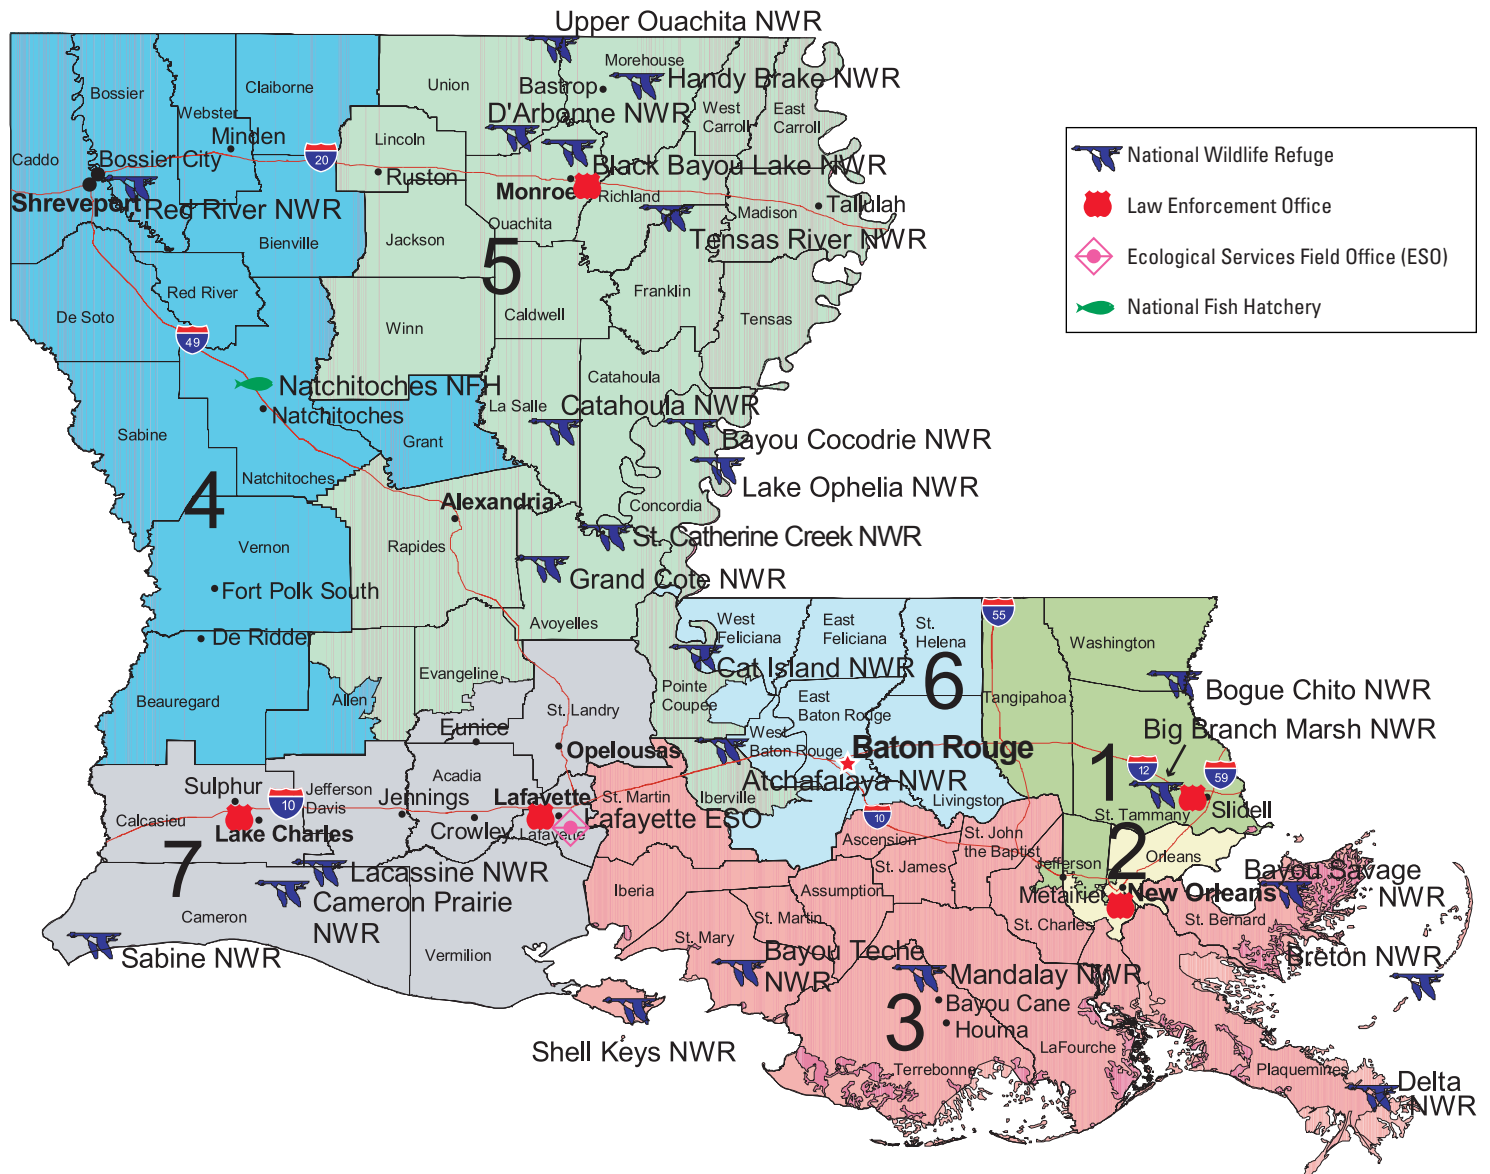 Upper Ouachita NWR
Morehouse
Union
Bastrop
Handy Brake NWR
Claiborne
Bossier
Webster
D'Arbonne NWR
West
Carroll
East
Carroll
Minden
Lincoln
Caddo
Bossier City
20
Black Bayou Lake NWR
Ruston
Monroe
Richland
Shreveport
Red River NWR
Madison
Tallulah
Ouachita
Bienville
Jackson
Tensas River NWR
5
Red River
Franklin
De Soto
Winn
Caldwell
Tensas
49
Natchitoches NFH
Catahoula
Natchitoches
La Salle
Catahoula NWR
Sabine
Grant
Bayou Cocodrie NWR
Natchitoches
Lake Ophelia NWR
4
Alexandria
Concordia
Vernon
Rapides
St. Catherine Creek NWR
Fort Polk South
Grand Cote NWR
De Ridder
Avoyelles
West
Feliciana
East
Feliciana
St.
Helena
55
Washington
Evangeline
Cat Island NWR
6
Beauregard
Allen
Pointe
Coupee
East
Baton Rouge
Tangipahoa
Bogue Chito NWR
St. Landry
Eunice
Big Branch Marsh NWR
Opelousas
West
Baton Rouge
Baton Rouge
1
12
59
Sulphur
Jefferson
Davis
Acadia
Atchafalaya NWR
10
Jennings
Lafayette
St. Martin
Iberville
Livingston
St. Tammany
Slidell
Calcasieu
Lake Charles
Crowley
Lafayette
Lafayette ESO
10
Ascension
St. John
the Baptist
2
Orleans
7
St. James
Jefferson
Lacassine NWR
Iberia
Assumption
Metairie
New Orleans
Bayou Savage
NWR
Cameron Prairie
NWR
Cameron
St. Martin
St. Charles
St. Bernard
St. Mary
Sabine NWR
Vermilion
Bayou Teche
NWR
Mandalay NWR
Breton NWR
Bayou Cane
3
Houma
Shell Keys NWR
LaFourche
Terrebonne
Plaquemines
Delta
NWR
National Wildlife Refuge
Law Enforcement Office
Ecological Services Field Office (ESO)
National Fish Hatchery